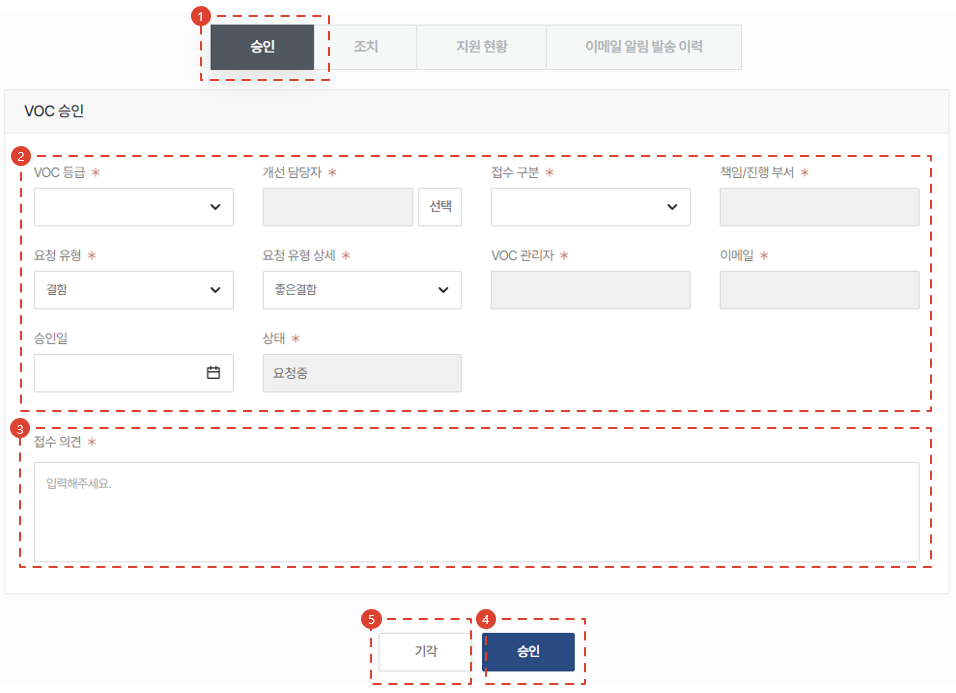 1
승인 조치 지원 현황 이메일 알림 발송 이력
VOC 승인
2
VOC 등급 * 개선 담당자 * 접수 구분 * 책임/진행 부서 *
선택
요청 유형 * 요청 유형 상세 * VOC 관리자 * 이메일 *
결함 좋은결함
승인일 상태 *
요청중
3
접수 의견 *
입력해주세요.
5 4
기각 승인